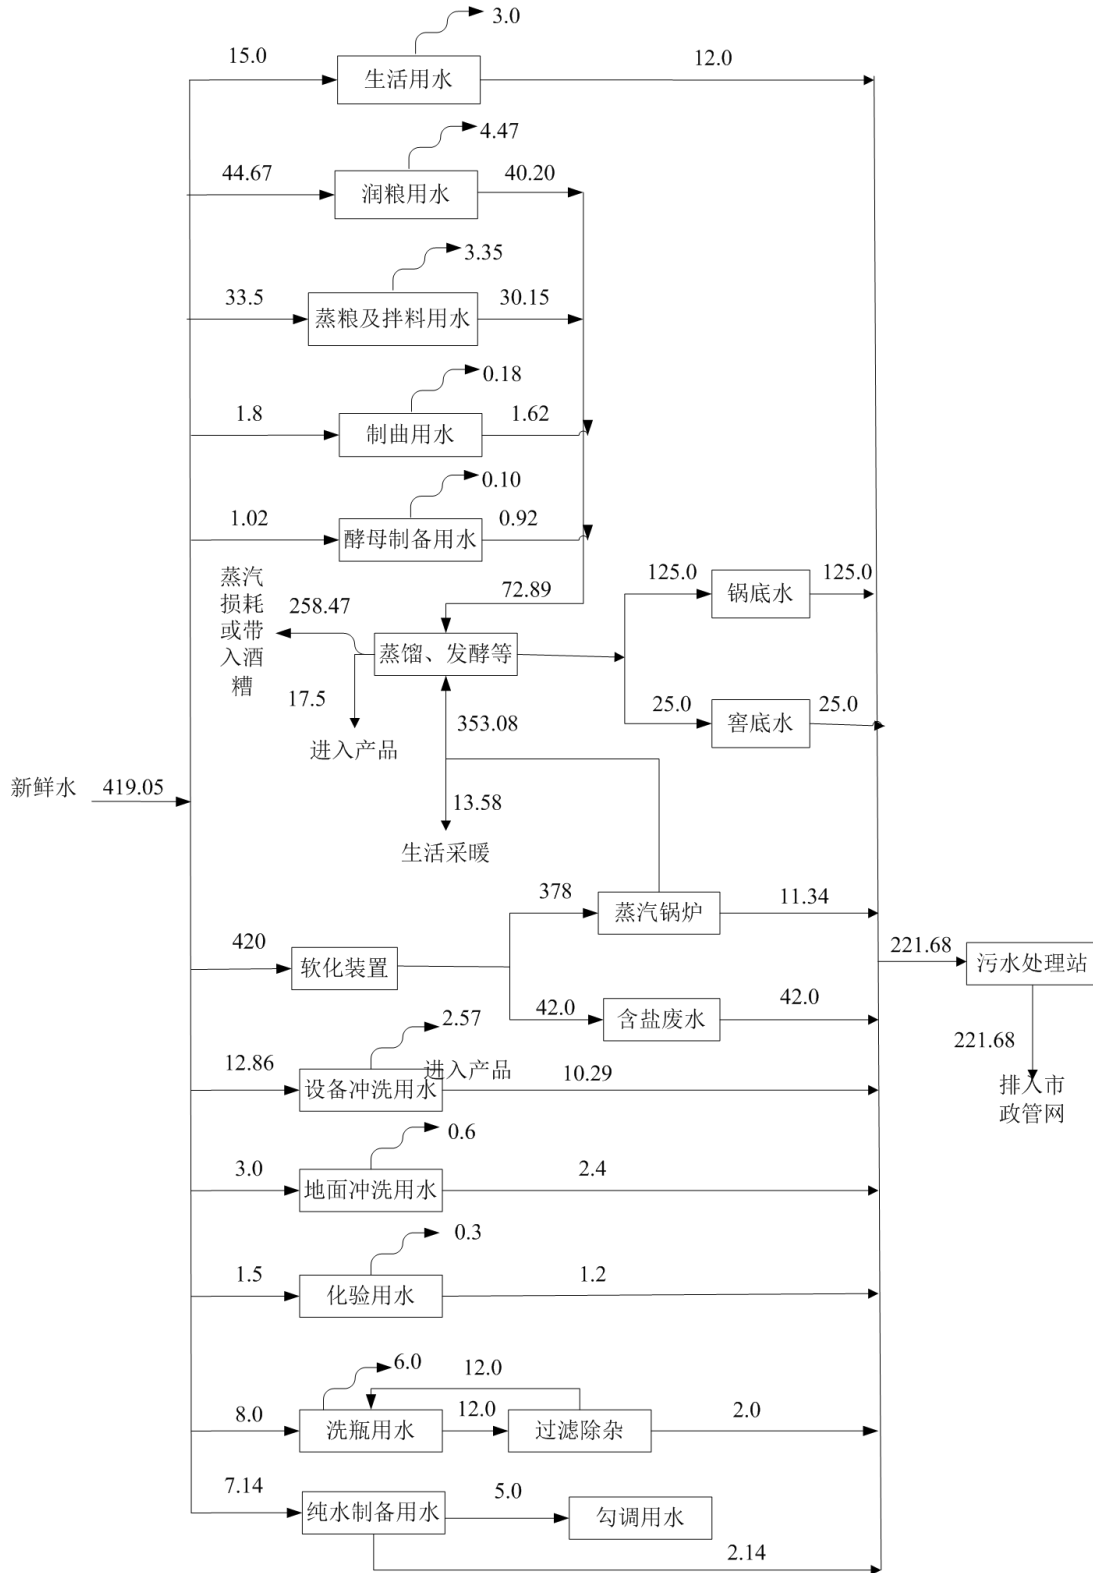 3.0
15.0
生活用水
12.0
4.47
44.67
润粮用水
40.20
3.35
33.5
蒸粮及拌料用水
30.15
0.18
1.8
制曲用水
1.62
0.10
1.02
酵母制备用水
0.92
蒸汽
损耗
或带
入酒
糟
258.47
72.89
蒸馏、发酵等
17.5
进入产品
125.0
锅底水
125.0
25.0
窖底水
25.0
353.08
13.58
生活采暖
新鲜水
419.05
378
蒸汽锅炉
11.34
420
软化装置
42.0
含盐废水
42.0
221.68
污水处理站
221.68
排入市
政管网
2.57
进入产品
12.86
设备冲洗用水
10.29
0.6
3.0
地面冲洗用水
2.4
0.3
1.5
化验用水
1.2
6.0
12.0
8.0
洗瓶用水
12.0
过滤除杂
2.0
7.14
纯水制备用水
5.0
勾调用水
2.14